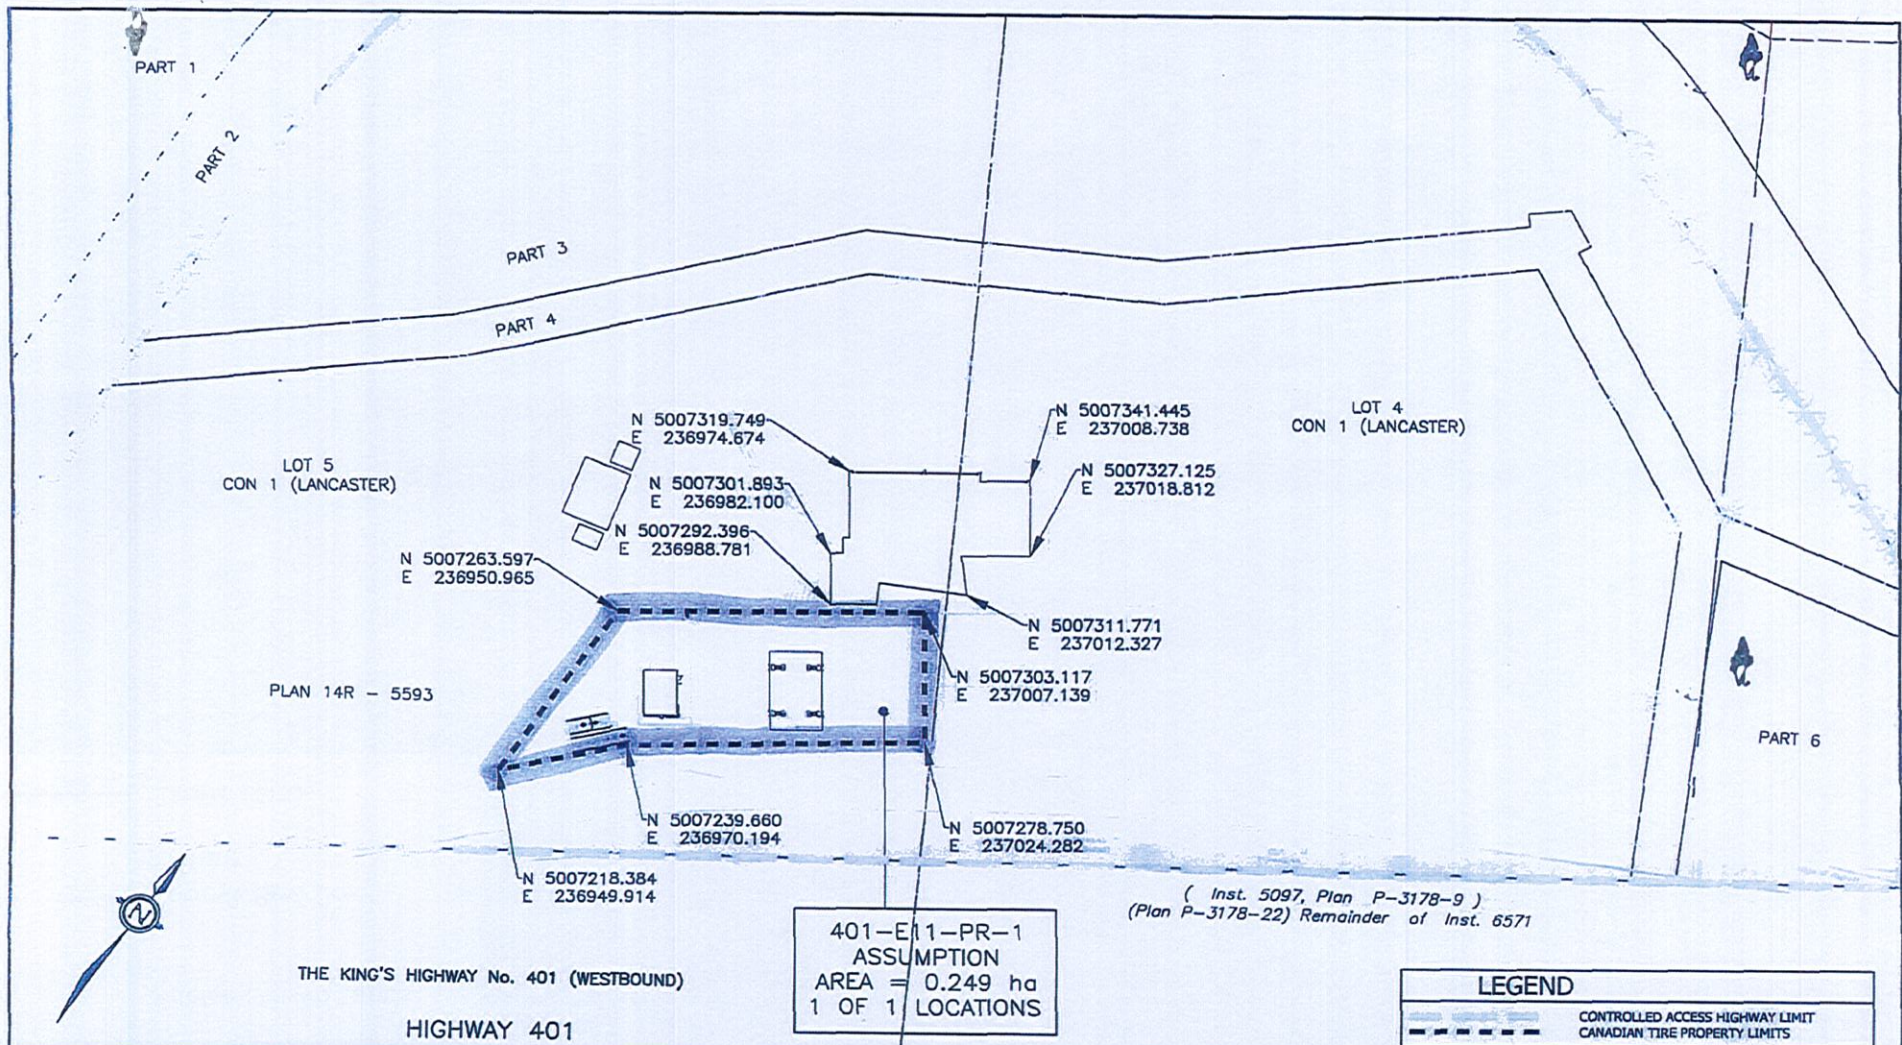 PART 1
PART 2
PART 3
PART 4
N 5007319.749
E 236974.674
N 5007341.445
E 237008.738
LOT 4
CON 1 (LANCASTER)
LOT 5
CON 1 (LANCASTER)
N 5007301.893
E 236982.100
N 5007327.125
E 237018.812
N 5007292.396
E 236988.781
N 5007263.597
E 236950.965
N 5007311.771
E 237012.327
N 5007303.117
E 237007.139
PLAN 14R - 5593
PART 6
N 5007239.660
E 236970.194
N 5007278.750
E 237024.282
N 5007218.384
E 236949.914
( Inst. 5097, Plan P-3178-9 )
(Plan P-3178-22) Remainder of Inst. 6571
N
401-E11-PR-1
ASSUMPTION
AREA = 0.249 ha
1 OF 1 LOCATIONS
THE KING'S HIGHWAY No. 401 (WESTBOUND)
HIGHWAY 401
LEGEND
CONTROLLED ACCESS HIGHWAY LIMIT
CANADIAN TIRE PROPERTY LIMITS